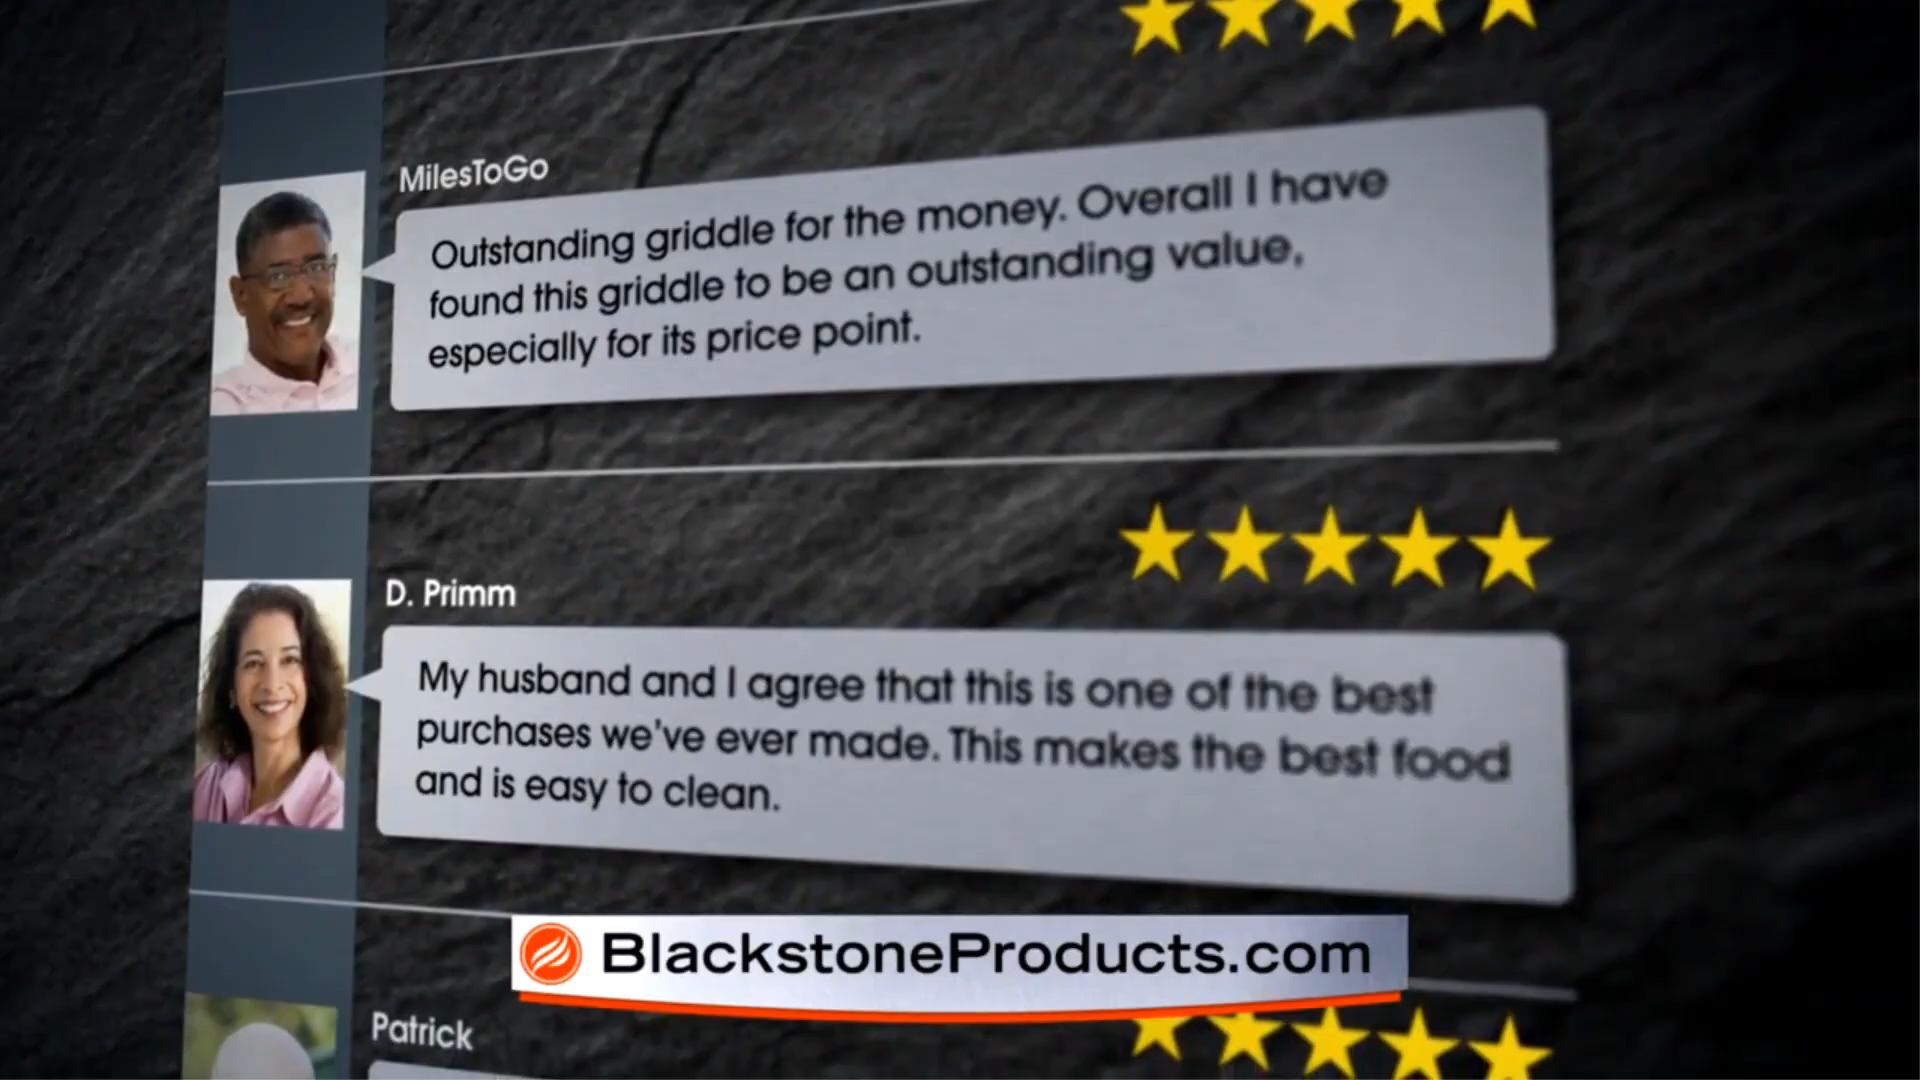 MilesToGo
Outstanding griddle for the money. Overall I have
found this griddle to be an outstanding value,
especially for its price point.
D. Primm
My husband and I agree that this is one of the best
purchases we've ever made. This makes the best food
and is easy to clean.
BlackstoneProducts.com
Patrick